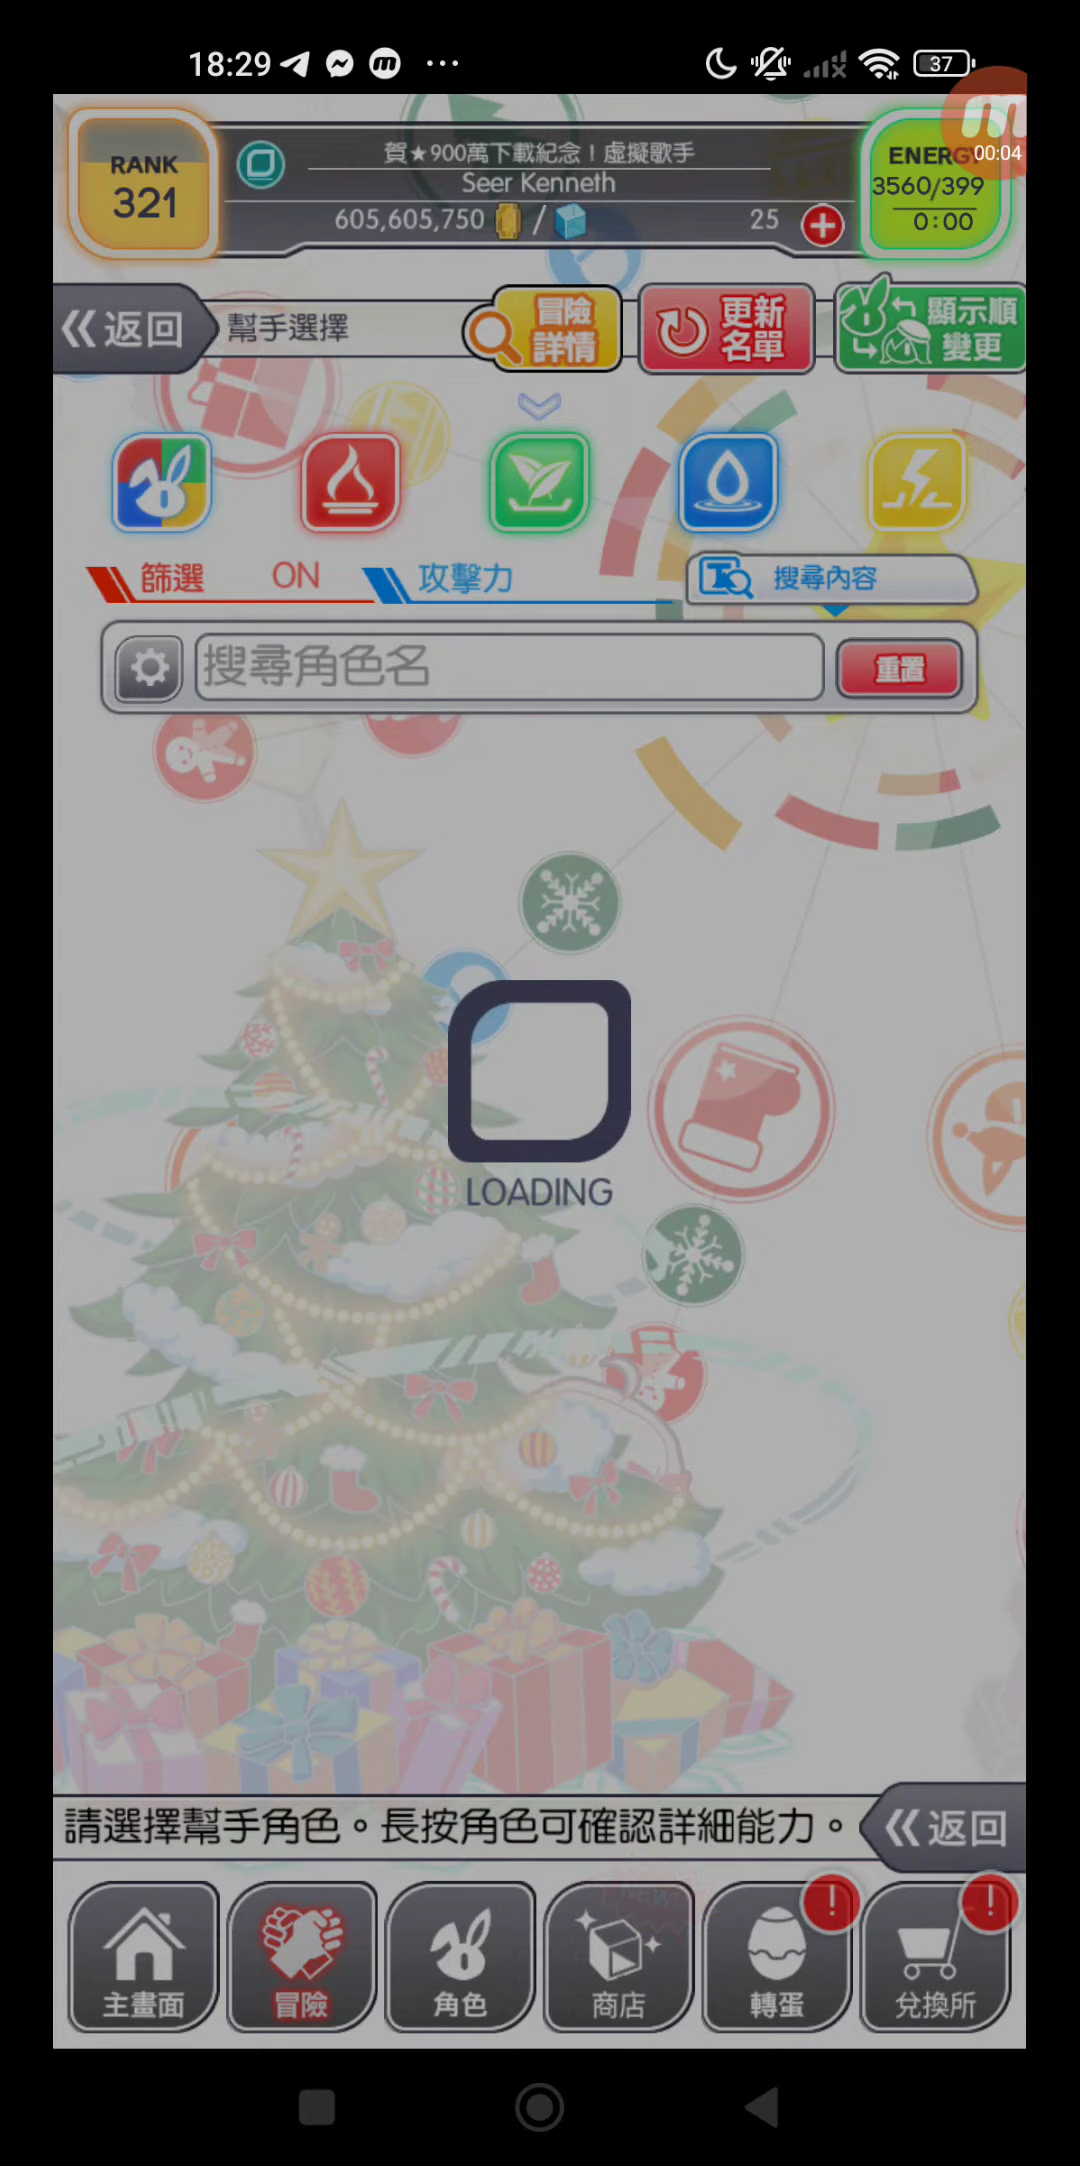 18:29
37
00:04
RANK
321
賀★900萬下載紀念!虛擬歌手
Seer Kenneth
605,605,750 / 25
ENERGY
3560/399
0:00
返回
幫手選擇
冒險
詳情
更新
名單
顯示順
變更
篩選 ON
攻擊力
搜尋內容
搜尋角色名
重置
LOADING
請選擇幫手角色。長按角色可確認詳細能力。
返回
主畫面
冒險
角色
商店
轉蛋
兌換所